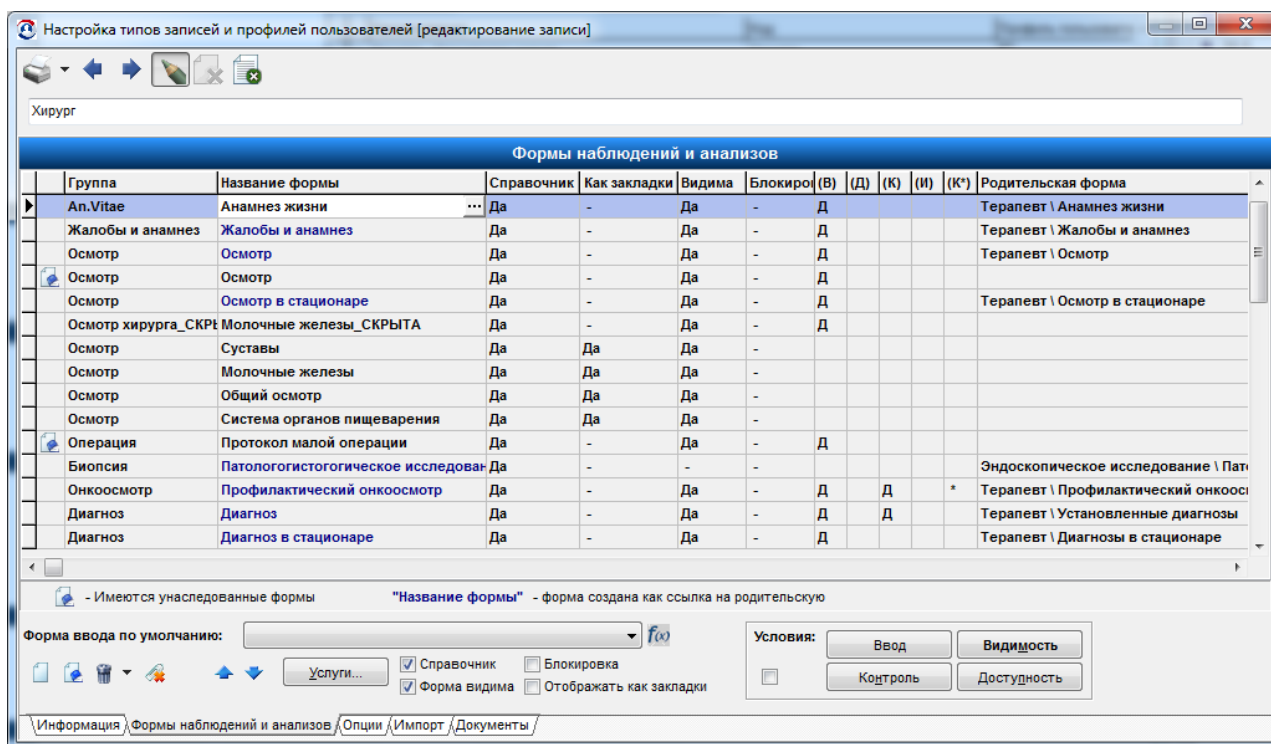 Настройка типов записей и профилей пользователей [редактирование записи]
Хирург
Формы наблюдений и анализов
Группа Название формы Справочник Как закладки Видима Блокиро (В) (Д) (К) (И) (К*) Родительская форма
An.Vitae Анамнез жизни ... Да - Да - Д Терапевт \ Анамнез жизни
Жалобы и анамнез Жалобы и анамнез Да - Да - Д Терапевт \ Жалобы и анамнез
Осмотр Осмотр Да - Да - Д Терапевт \ Осмотр
Осмотр Осмотр Да - Да - Д
Осмотр Осмотр в стационаре Да - Да - Д Терапевт \ Осмотр в стационаре
Осмотр хирурга_СКРЫ Молочные железы_СКРЫТА Да - Да - Д
Осмотр Суставы Да Да Да -
Осмотр Молочные железы Да Да Да -
Осмотр Общий осмотр Да Да Да -
Осмотр Система органов пищеварения Да Да Да -
Операция Протокол малой операции Да - Да - Д
Биопсия Патологогистогогическое исследован Да - - - Эндоскопическое исследование \ Пат
Онкоосмотр Профилактический онкоосмотр Да - Да - Д Д * Терапевт \ Профилактический онкоос
Диагноз Диагноз Да - Да - Д Д Терапевт \ Установленные диагнозы
Диагноз Диагноз в стационаре Да - Да - Д Терапевт \ Диагнозы в стационаре
- Имеются унаследованные формы "Название формы" - форма создана как ссылка на родительскую
Форма ввода по умолчанию: f(x) Условия: Ввод Видимость
Услуги... Справочник Блокировка
Форма видима Отображать как закладки Контроль Доступность
Информация Формы наблюдений и анализов Опции Импорт Документы